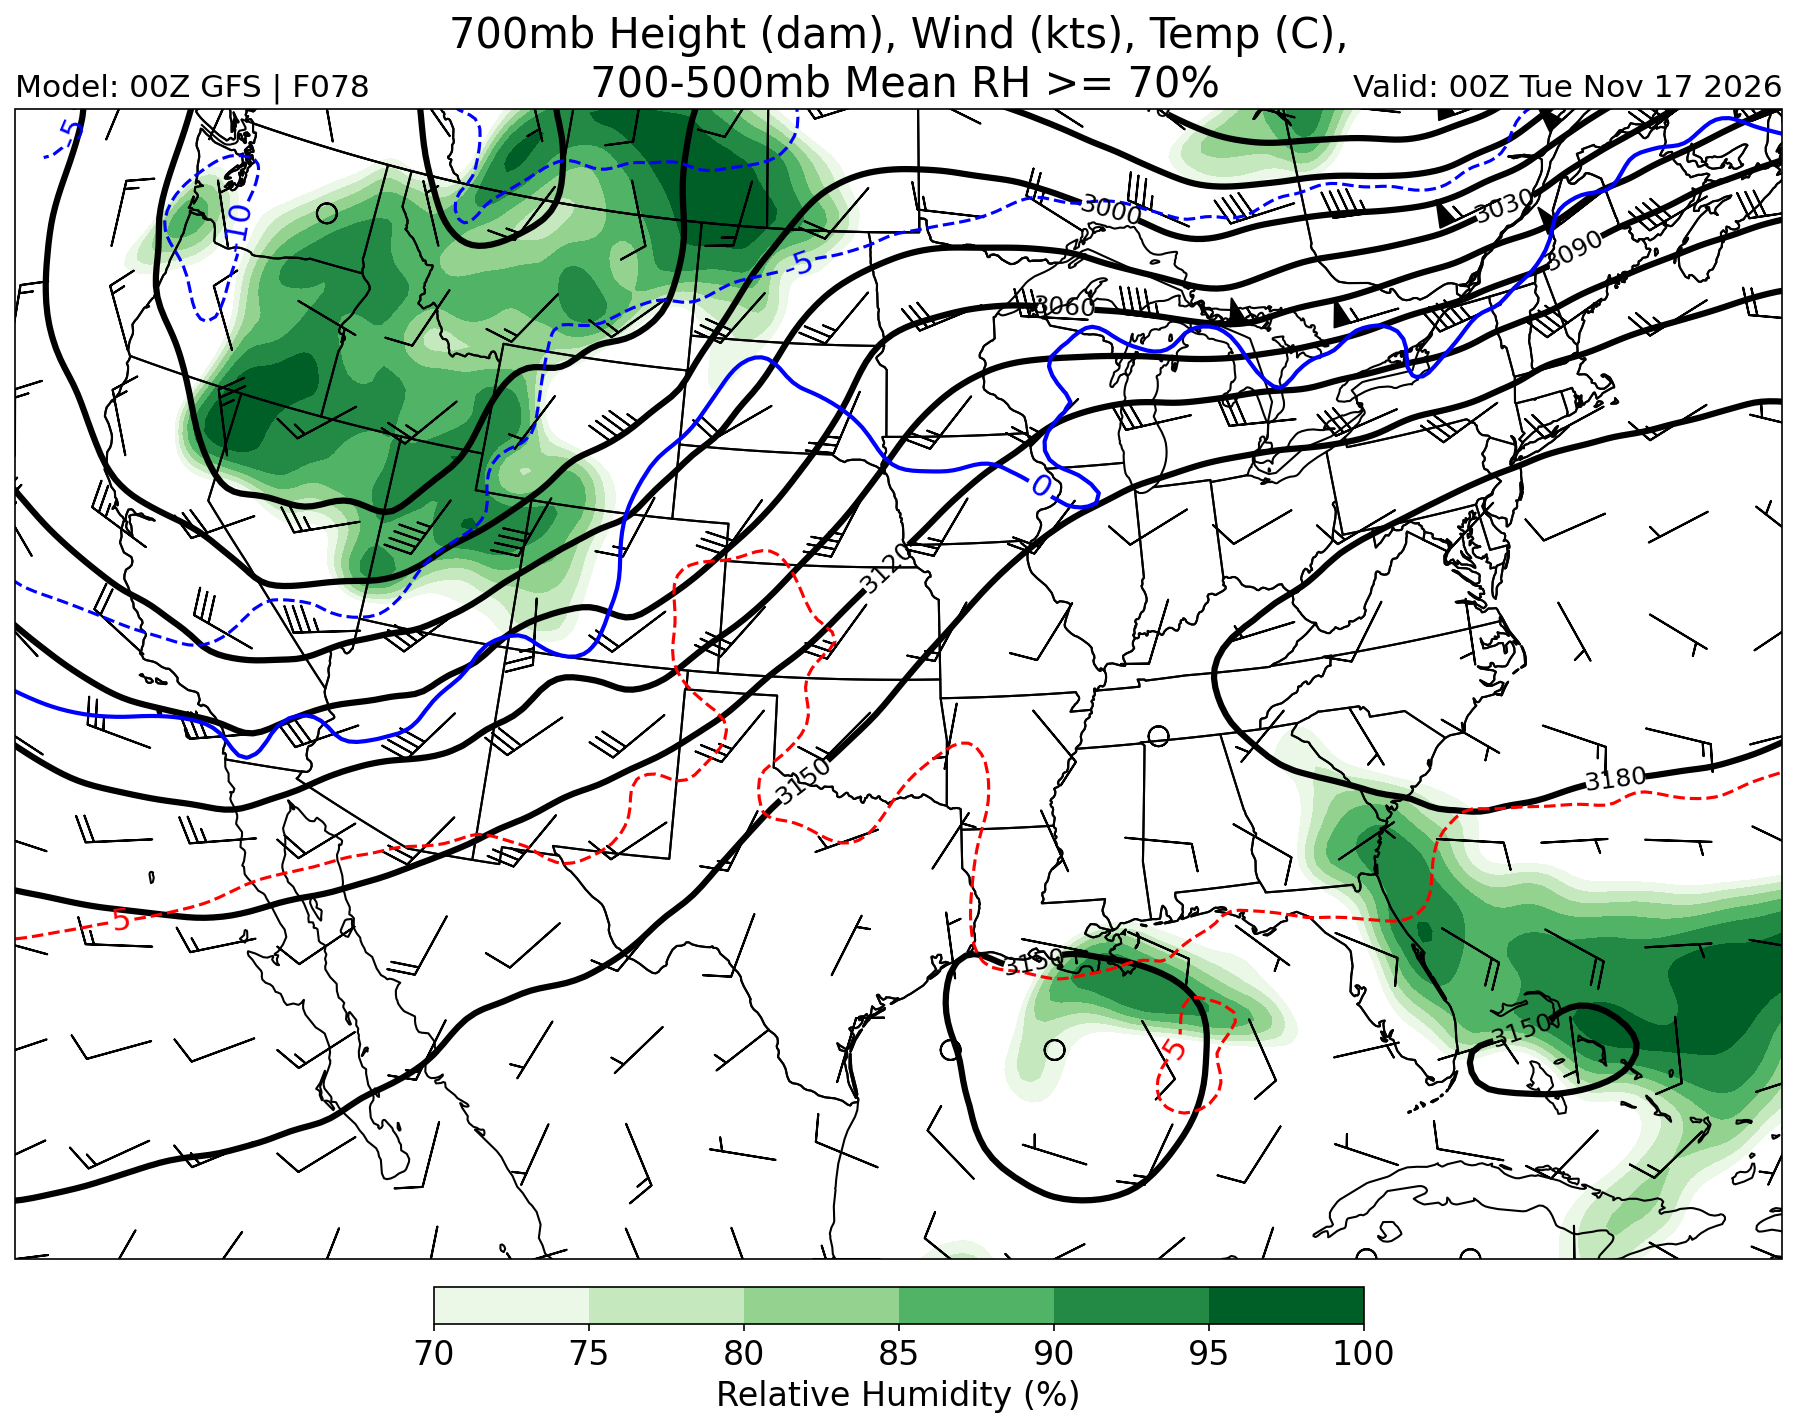 700mb Height (dam), Wind (kts), Temp (C),
700-500mb Mean RH >= 70%
Model: 00Z GFS | F078
Valid: 00Z Tue Nov 17 2026
-5
-10
3000
3030
3090
-5
3060
0
3120
3150
3180
5
3150
3150
5
70 75 80 85 90 95 100
Relative Humidity (%)